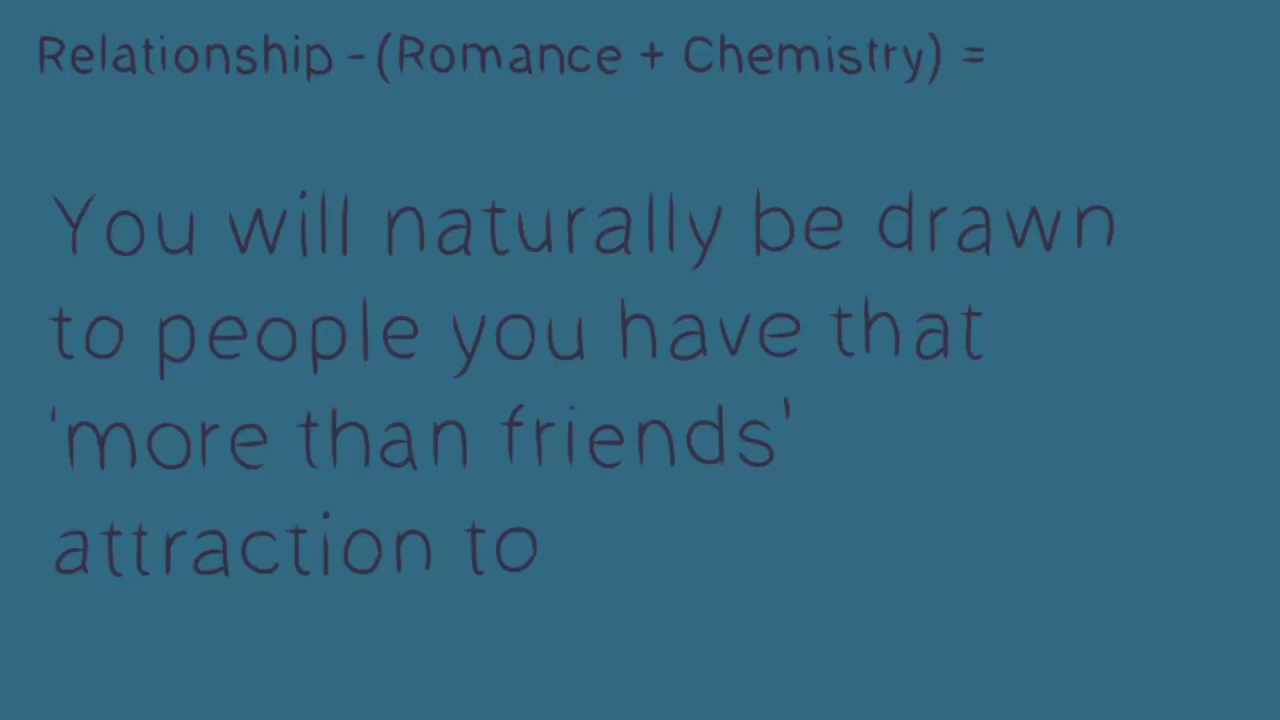 Relationship - (Romance + Chemistry) =
You will naturally be drawn
to people you have that
'more than friends'
attraction to